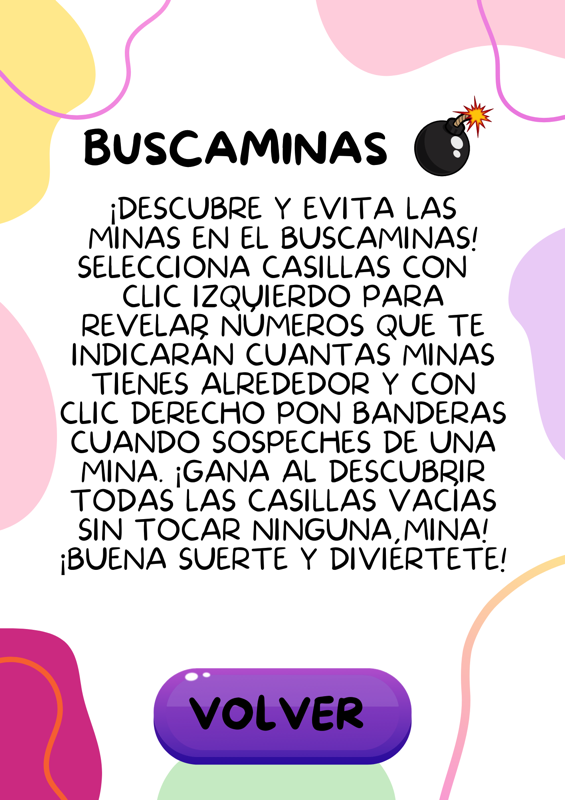 BUSCAMINAS
¡DESCUBRE Y EVITA LAS
MINAS EN EL BUSCAMINAS!
SELECCIONA CASILLAS CON
CLIC IZQUIERDO PARA
REVELAR NÚMEROS QUE TE
INDICARÁN CUANTAS MINAS
TIENES ALREDEDOR Y CON
CLIC DERECHO PON BANDERAS
CUANDO SOSPECHES DE UNA
MINA. ¡GANA AL DESCUBRIR
TODAS LAS CASILLAS VACÍAS
SIN TOCAR NINGUNA MINA!
¡BUENA SUERTE Y DIVIÉRTETE!
VOLVER